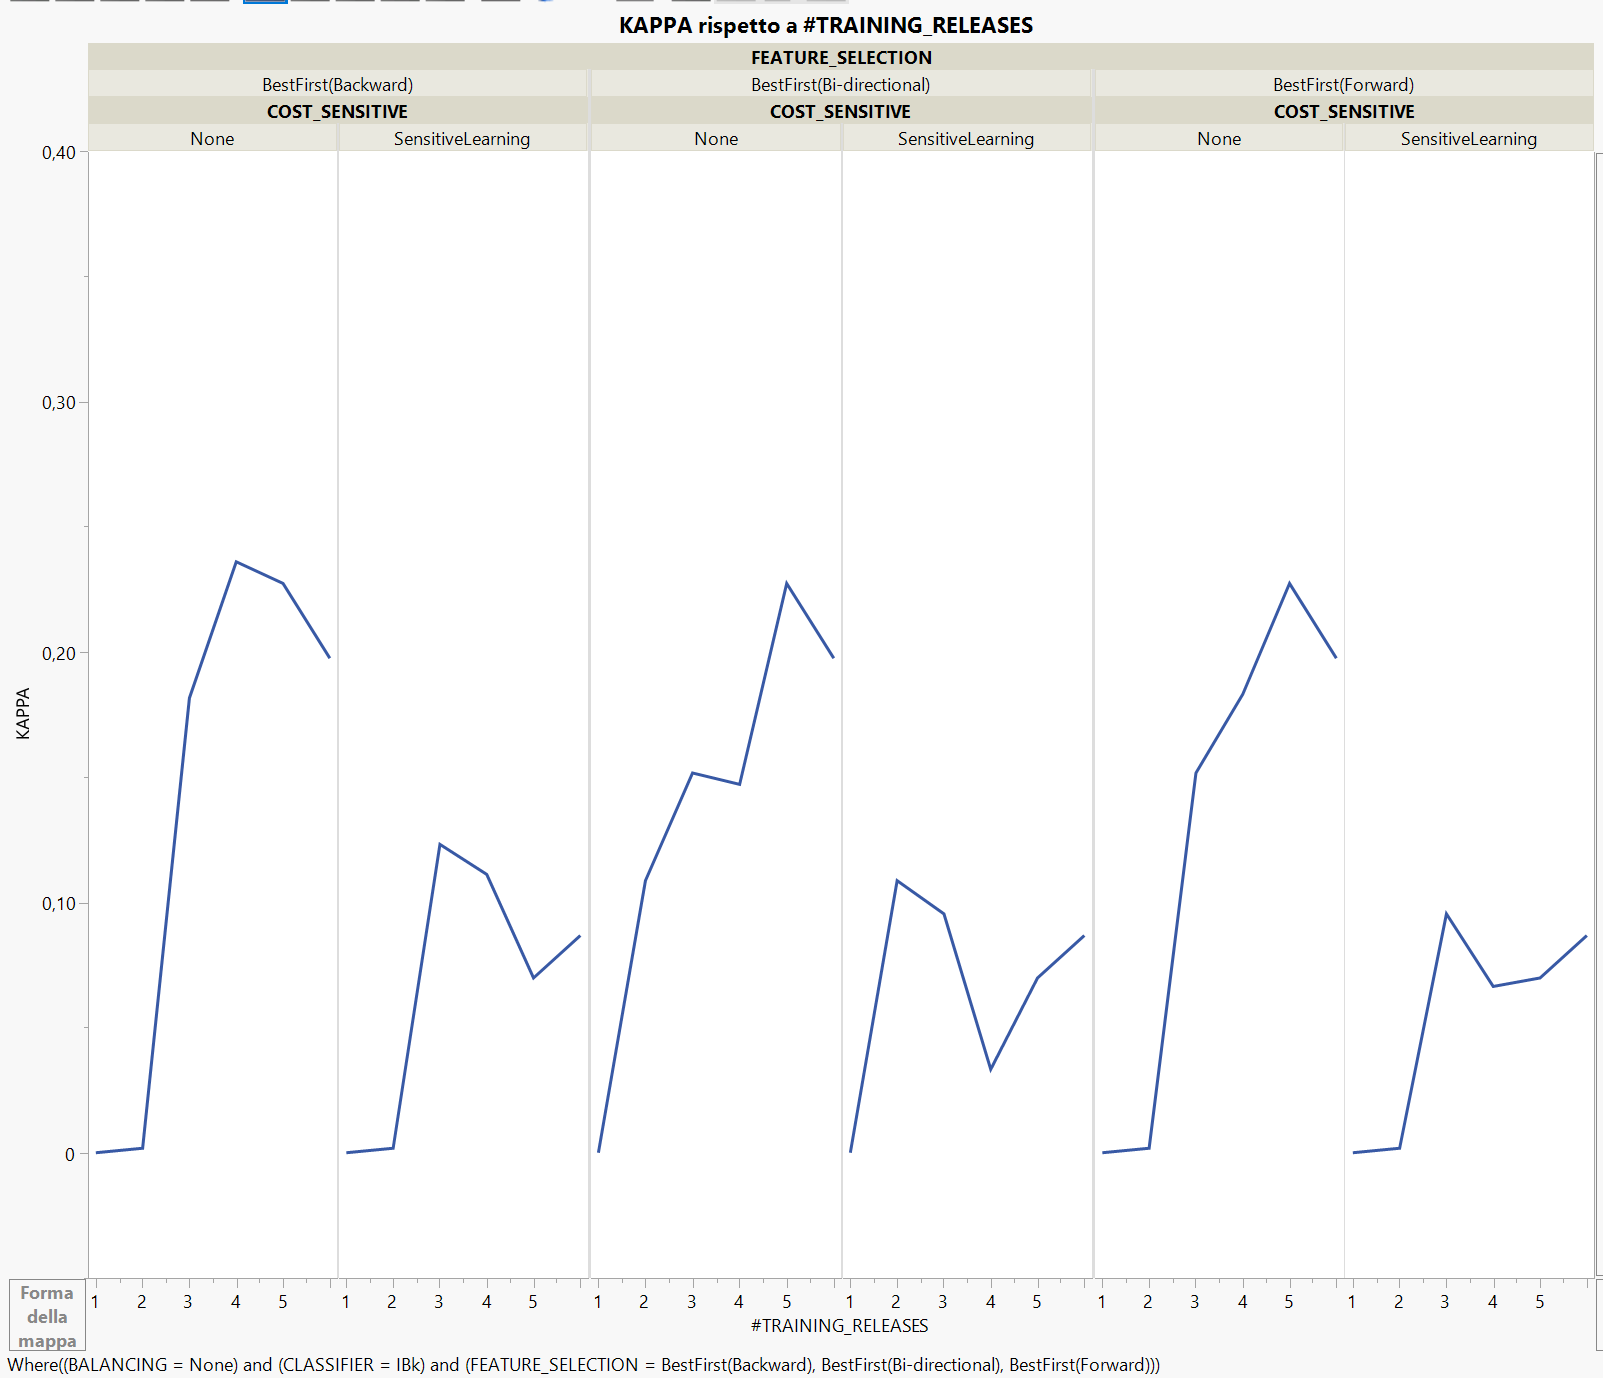 KAPPA rispetto a #TRAINING_RELEASES
FEATURE_SELECTION
BestFirst(Backward) BestFirst(Bi-directional) BestFirst(Forward)
COST_SENSITIVE COST_SENSITIVE COST_SENSITIVE
None SensitiveLearning None SensitiveLearning None SensitiveLearning
0,40
0,30
0,20
KAPPA
0,10
0
1 2 3 4 5 1 2 3 4 5 1 2 3 4 5 1 2 3 4 5 1 2 3 4 5 1 2 3 4 5
#TRAINING_RELEASES
Forma
della
mappa
Where((BALANCING = None) and (CLASSIFIER = IBk) and (FEATURE_SELECTION = BestFirst(Backward), BestFirst(Bi-directional), BestFirst(Forward)))